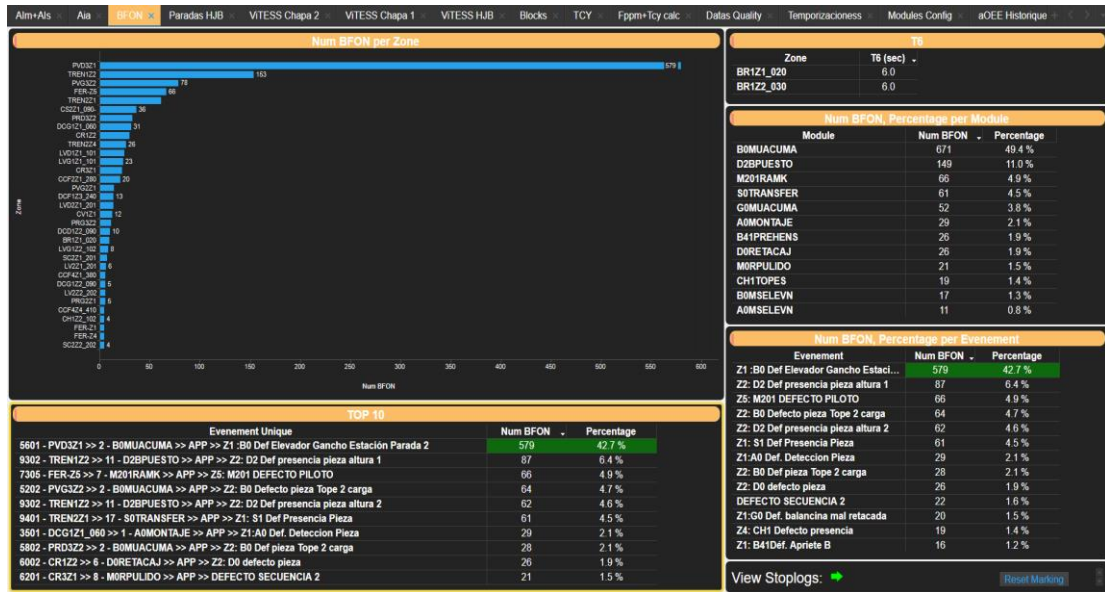 Alm+Als Aia BFON Paradas HJB ViTESS Chapa 2 ViTESS Chapa 1 ViTESS HJB Blocks TCY Fppm+Tcy calc Datas Quality Temporizacioness Modules Config aOEE Historique
Num BFON per Zone
PVD3Z1 579
TREN1Z2 153
PVG3Z2 78
FER-Z5 66
TREN2Z1
CS2Z1_090- 36
PRD3Z2
DCG1Z1_060 31
CR1Z2
TREN2Z4 26
LVD1Z1_101
LVG1Z1_101 23
CR3Z1
CCF2Z1_280 20
PVG2Z1
DCF1Z3_240 13
LVD2Z1_201
CV1Z1 12
PRG3Z2
DCD1Z2_090 10
BR1Z1_020
LVG1Z2_102 8
SC2Z1_201
LV2Z1_201 6
CCF4Z1_380
DCG1Z2_090 5
LV2Z2_202
PRG2Z1 5
CCF4Z4_410
CH1Z2_102 4
FER-Z1
FER-Z4
SC2Z2_202 4
Zone
0 50 100 150 200 250 300 350 400 450 500 550 600
Num BFON
TOP 10
Evenement Unique Num BFON Percentage
5601 - PVD3Z1 >> 2 - B0MUACUMA >> APP >> Z1 :B0 Def Elevador Gancho Estación Parada 2 579 42.7 %
9302 - TREN1Z2 >> 11 - D2BPUESTO >> APP >> Z2: D2 Def presencia pieza altura 1 87 6.4 %
7305 - FER-Z5 >> 7 - M201RAMK >> APP >> Z5: M201 DEFECTO PILOTO 66 4.9 %
5202 - PVG3Z2 >> 2 - B0MUACUMA >> APP >> Z2: B0 Defecto pieza Tope 2 carga 64 4.7 %
9302 - TREN1Z2 >> 11 - D2BPUESTO >> APP >> Z2: D2 Def presencia pieza altura 2 62 4.6 %
9401 - TREN2Z1 >> 17 - S0TRANSFER >> APP >> Z1: S1 Def Presencia Pieza 61 4.5 %
3501 - DCG1Z1_060 >> 1 - A0MONTAJE >> APP >> Z1:A0 Def. Deteccion Pieza 29 2.1 %
5802 - PRD3Z2 >> 2 - B0MUACUMA >> APP >> Z2: B0 Def pieza Tope 2 carga 28 2.1 %
6002 - CR1Z2 >> 6 - D0RETACAJ >> APP >> Z2: D0 defecto pieza 26 1.9 %
6201 - CR3Z1 >> 8 - M0RPULIDO >> APP >> DEFECTO SECUENCIA 2 21 1.5 %
T6
Zone T6 (sec)
BR1Z1_020 6.0
BR1Z2_030 6.0
Num BFON, Percentage per Module
Module Num BFON Percentage
B0MUACUMA 671 49.4 %
D2BPUESTO 149 11.0 %
M201RAMK 66 4.9 %
S0TRANSFER 61 4.5 %
G0MUACUMA 52 3.8 %
A0MONTAJE 29 2.1 %
B41PREHENS 26 1.9 %
D0RETACAJ 26 1.9 %
M0RPULIDO 21 1.5 %
CH1TOPES 19 1.4 %
B0MSELEVN 17 1.3 %
A0MSELEVN 11 0.8 %
Num BFON, Percentage per Evenement
Evenement Num BFON Percentage
Z1 :B0 Def Elevador Gancho Estaci... 579 42.7 %
Z2: D2 Def presencia pieza altura 1 87 6.4 %
Z5: M201 DEFECTO PILOTO 66 4.9 %
Z2: B0 Defecto pieza Tope 2 carga 64 4.7 %
Z2: D2 Def presencia pieza altura 2 62 4.6 %
Z1: S1 Def Presencia Pieza 61 4.5 %
Z1:A0 Def. Deteccion Pieza 29 2.1 %
Z2: B0 Def pieza Tope 2 carga 28 2.1 %
Z2: D0 defecto pieza 26 1.9 %
DEFECTO SECUENCIA 2 22 1.6 %
Z1:G0 Def. balancina mal retacada 20 1.5 %
Z4: CH1 Defecto presencia 19 1.4 %
Z1: B41Déf. Apriete B 16 1.2 %
View Stoplogs:
Reset Marking